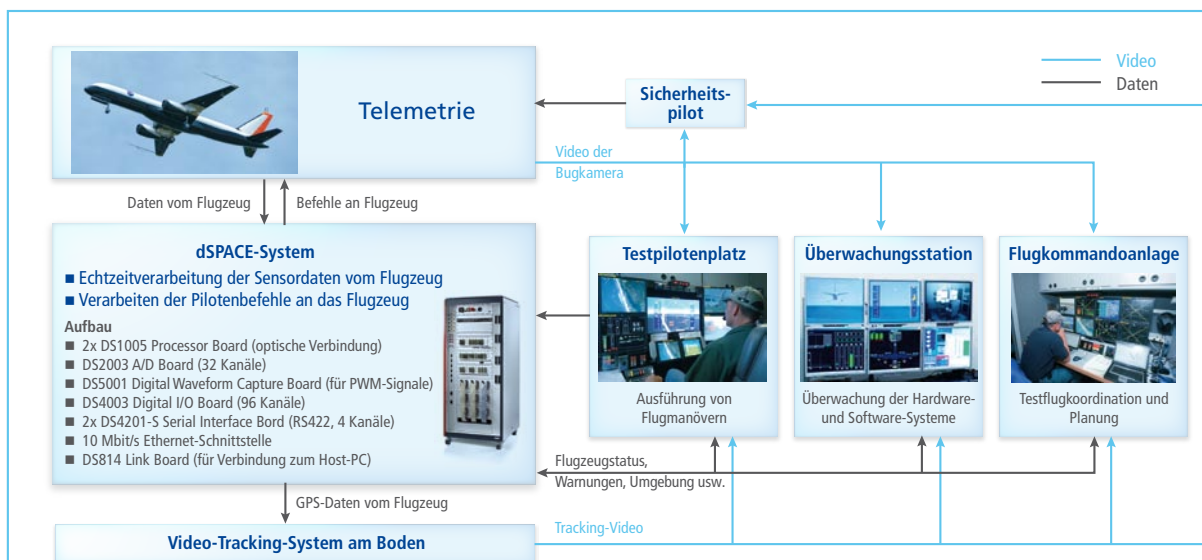 Telemetrie
Sicherheits-
pilot
Video
Daten
Video der
Bugkamera
Daten vom Flugzeug
Befehle an Flugzeug
dSPACE-System
■ Echtzeitverarbeitung der Sensordaten vom Flugzeug
■ Verarbeiten der Pilotenbefehle an das Flugzeug
Aufbau
■ 2x DS1005 Processor Board (optische Verbindung)
■ DS2003 A/D Board (32 Kanäle)
■ DS5001 Digital Waveform Capture Board (für PWM-Signale)
■ DS4003 Digital I/O Board (96 Kanäle)
■ 2x DS4201-S Serial Interface Bord (RS422, 4 Kanäle)
■ 10 Mbit/s Ethernet-Schnittstelle
■ DS814 Link Board (für Verbindung zum Host-PC)
Testpilotenplatz
Ausführung von
Flugmanövern
Überwachungsstation
Überwachung der Hardware-
und Software-Systeme
Flugkommandoanlage
Testflugkoordination und
Planung
Flugzeugstatus,
Warnungen, Umgebung usw.
GPS-Daten vom Flugzeug
Video-Tracking-System am Boden
Tracking-Video